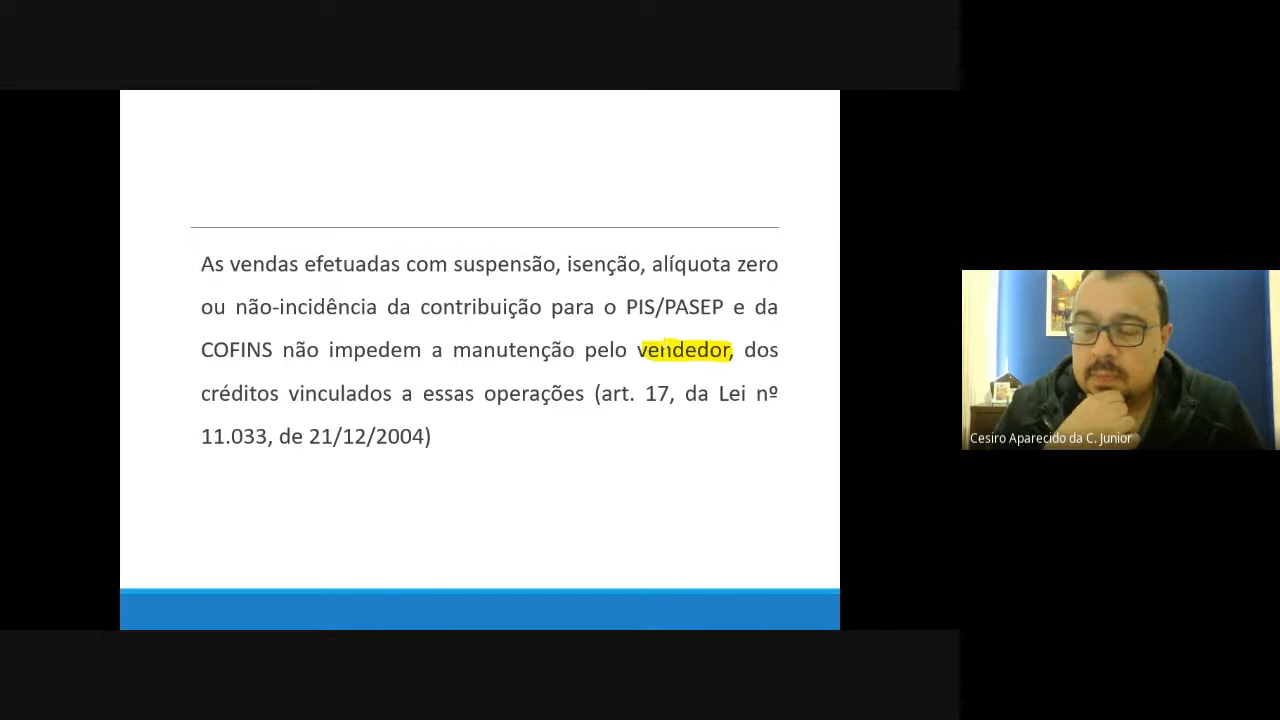 As vendas efetuadas com suspensão, isenção, alíquota zero
ou não-incidência da contribuição para o PIS/PASEP e da
COFINS não impedem a manutenção pelo vendedor, dos
créditos vinculados a essas operações (art. 17, da Lei nº
11.033, de 21/12/2004)
Cesiro Aparecido da C. Junior